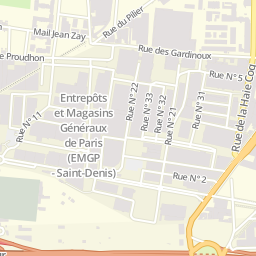 Rue du Pilier
Mail Jean Zay
Rue des Gardinoux
Proudhon
Rue N° 5
Entrepôts
et Magasins
Généraux
de Paris
(EMGP
- Saint-Denis)
Rue N° 11
Rue N° 22
Rue N° 33
Rue N° 32
Rue N° 21
Rue N° 31
Rue de la Haie Coq
Rue N° 2